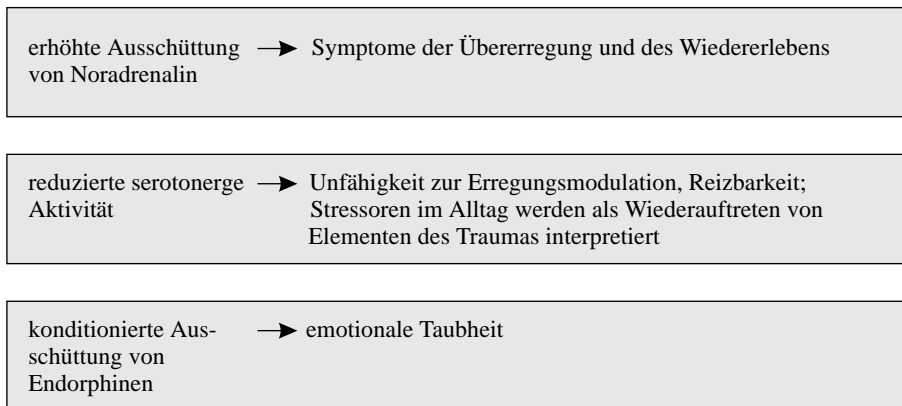 erhöhte Ausschüttung → Symptome der Übererregung und des Wiedererlebens
von Noradrenalin
reduzierte serotonerge → Unfähigkeit zur Erregungsmodulation, Reizbarkeit;
Aktivität Stressoren im Alltag werden als Wiederauftreten von
Elementen des Traumas interpretiert
konditionierte Aus- → emotionale Taubheit
schüttung von
Endorphinen